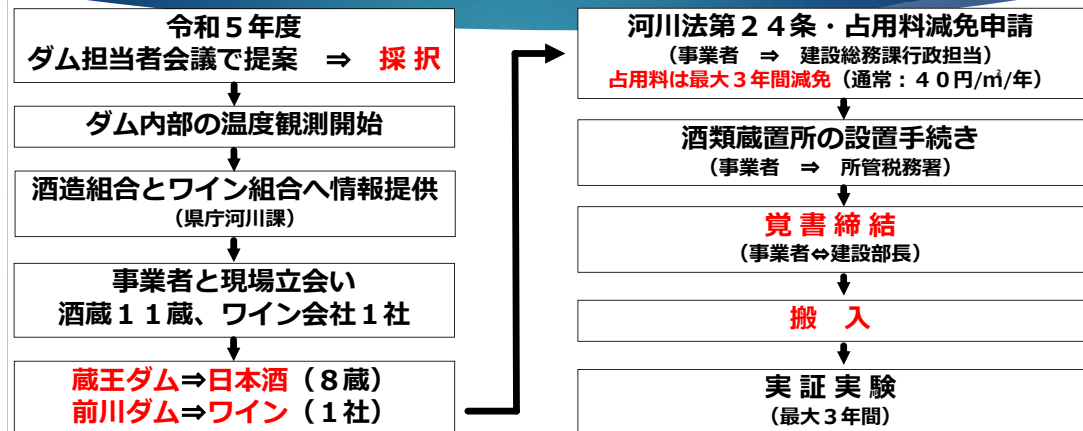 令和５年度
ダム担当者会議で提案　⇒　採択
ダム内部の温度観測開始
酒造組合とワイン組合へ情報提供
（県庁河川課）
事業者と現場立会い
酒蔵１１蔵、ワイン会社１社
蔵王ダム⇒日本酒（８蔵）
前川ダム⇒ワイン（１社）
河川法第２４条・占用料減免申請
（事業者　⇒　建設総務課行政担当）
占用料は最大３年間減免（通常：４０円/㎡/年）
酒類蔵置所の設置手続き
（事業者　⇒　所管税務署）
覚書締結
（事業者⇔建設部長）
搬　入
実証実験
（最大３年間）